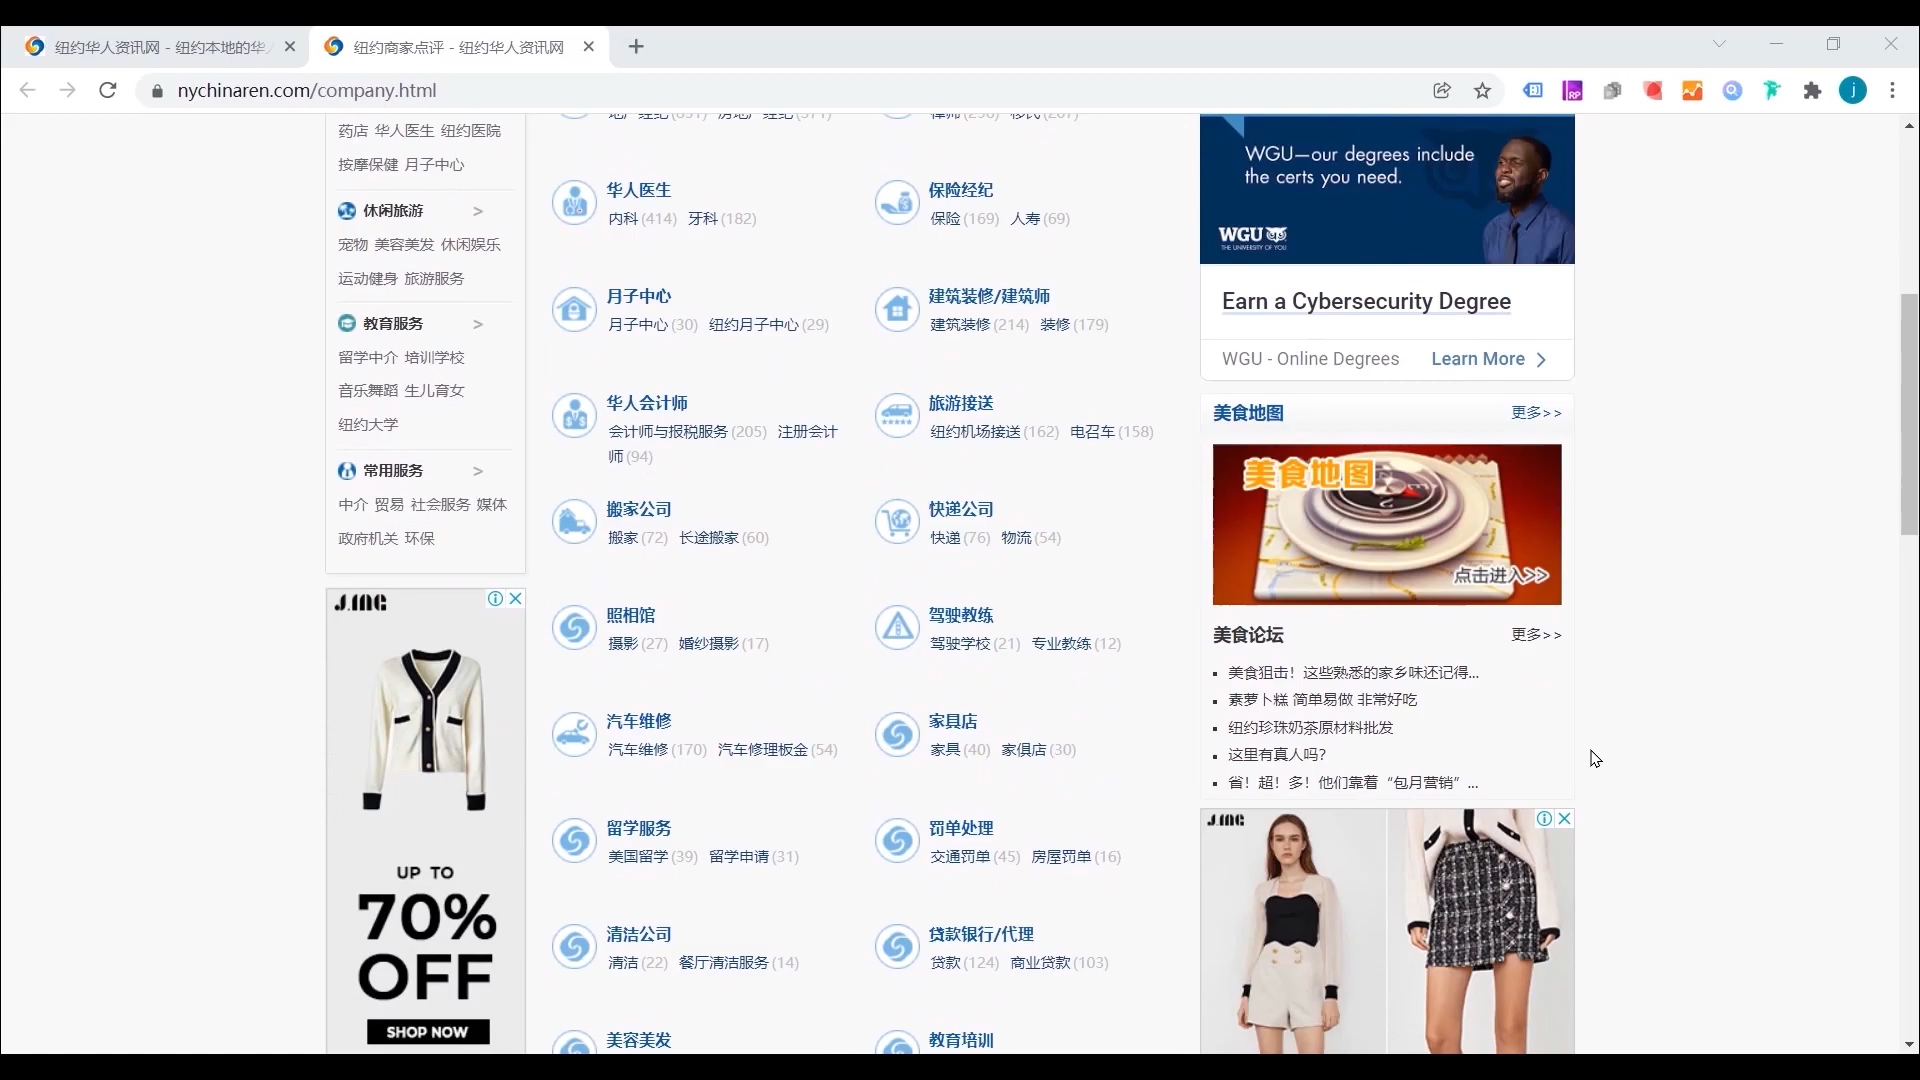 纽约华人资讯网 - 纽约本地的华
纽约商家点评 - 纽约华人资讯网
nychinaren.com/company.html
j
药店 华人医生 纽约医院
按摩保健 月子中心
休闲旅游 >
宠物 美容美发 休闲娱乐
运动健身 旅游服务
教育服务 >
留学中介 培训学校
音乐舞蹈 生儿育女
纽约大学
常用服务 >
中介 贸易 社会服务 媒体
政府机关 环保
J.ING
UP TO
70%
OFF
SHOP NOW
华人医生
内科(414) 牙科(182)
保险经纪
保险(169) 人寿(69)
月子中心
月子中心(30) 纽约月子中心(29)
建筑装修/建筑师
建筑装修(214) 装修(179)
华人会计师
会计师与报税服务(205) 注册会计
师(94)
旅游接送
纽约机场接送(162) 电召车(158)
搬家公司
搬家(72) 长途搬家(60)
快递公司
快递(76) 物流(54)
照相馆
摄影(27) 婚纱摄影(17)
驾驶教练
驾驶学校(21) 专业教练(12)
汽车维修
汽车维修(170) 汽车修理板金(54)
家具店
家具(40) 家俱店(30)
留学服务
美国留学(39) 留学申请(31)
罚单处理
交通罚单(45) 房屋罚单(16)
清洁公司
清洁(22) 餐厅清洁服务(14)
贷款银行/代理
贷款(124) 商业贷款(103)
美容美发
教育培训
WGU—our degrees include
the certs you need.
WGU
THE UNIVERSITY OF YOU
Earn a Cybersecurity Degree
WGU - Online Degrees Learn More >
美食地图 更多>>
美食地图
点击进入>>
美食论坛 更多>>
美食狙击！这些熟悉的家乡味还记得...
素萝卜糕 简单易做 非常好吃
纽约珍珠奶茶原材料批发
这里有真人吗?
省！超！多！他们靠着“包月营销” ...
J.ING